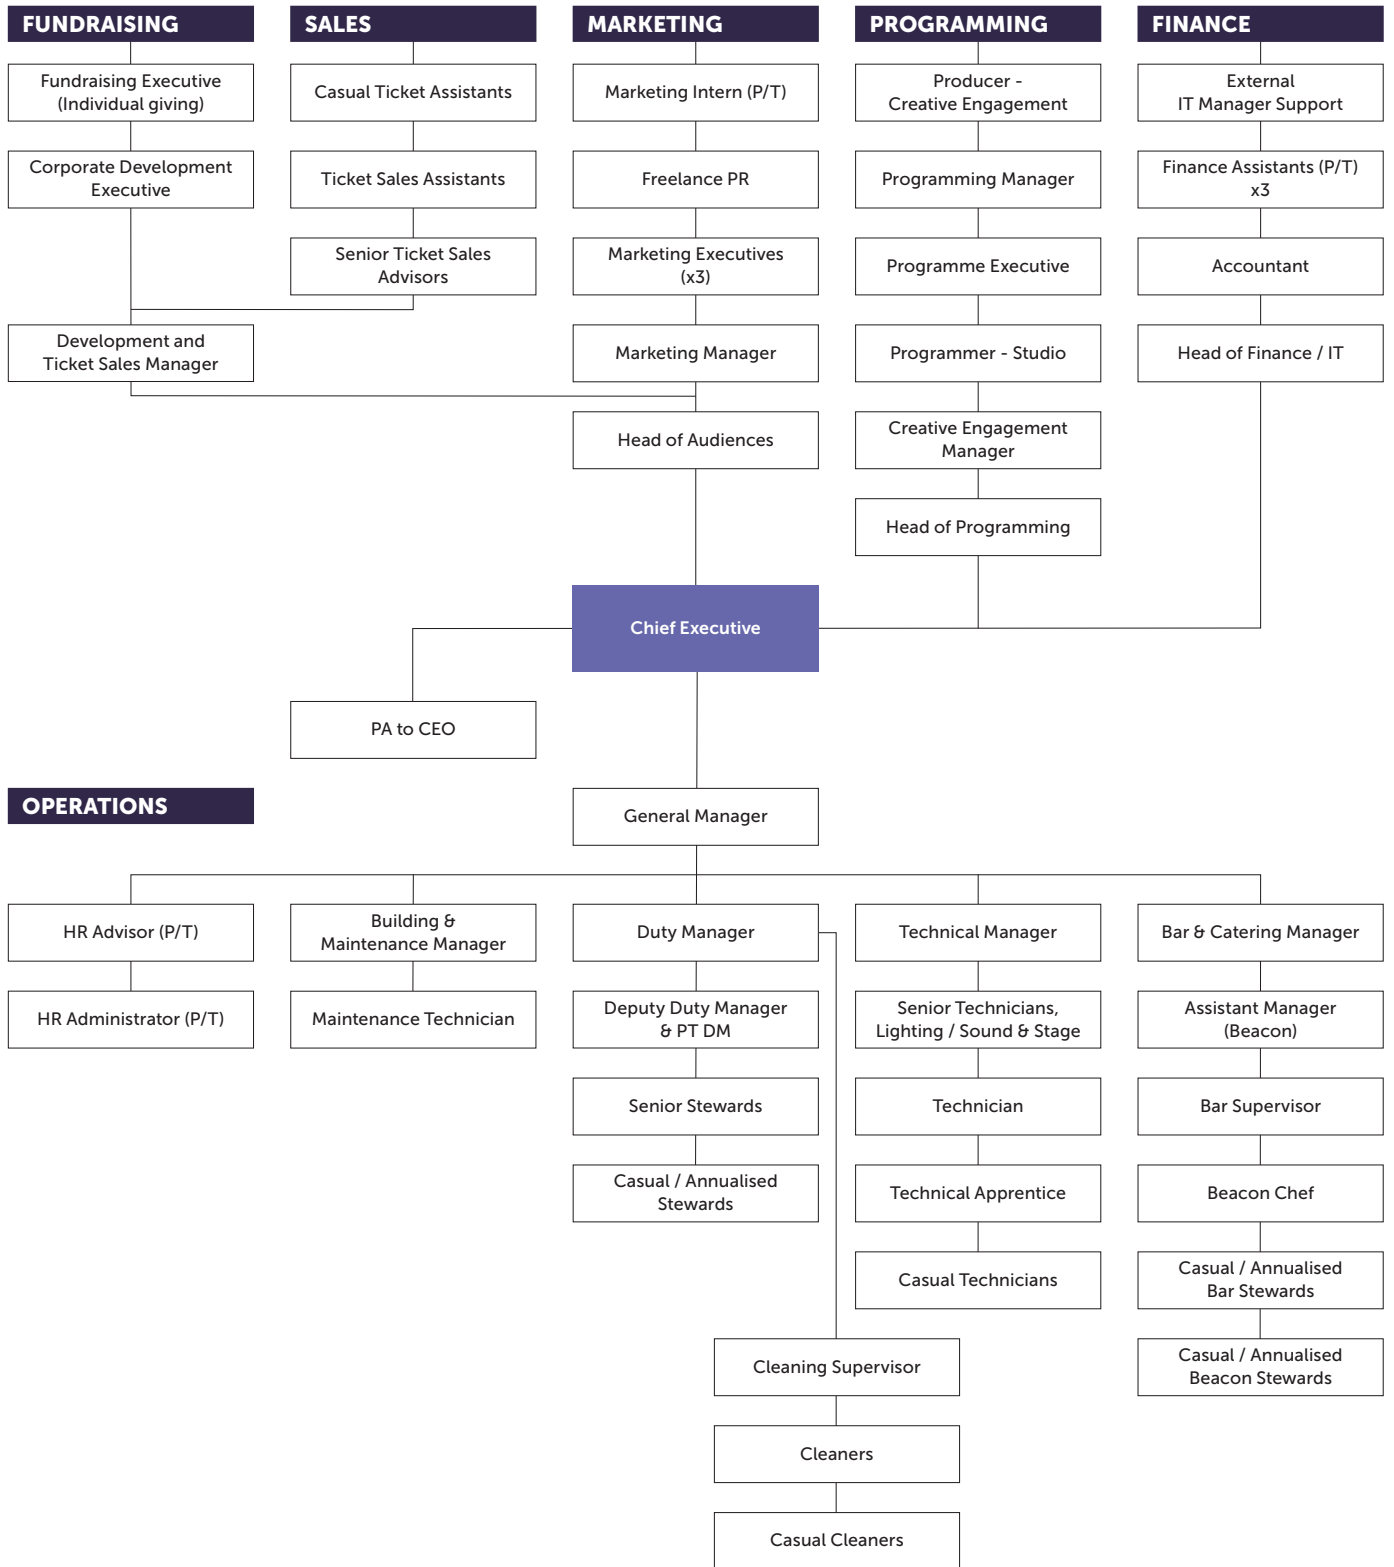 FUNDRAISING
SALES
MARKETING
PROGRAMMING
FINANCE
Fundraising Executive
(Individual giving)
Casual Ticket Assistants
Marketing Intern (P/T)
Producer -
Creative Engagement
External
IT Manager Support
Corporate Development
Executive
Ticket Sales Assistants
Freelance PR
Programming Manager
Finance Assistants (P/T)
x3
Senior Ticket Sales
Advisors
Marketing Executives
(x3)
Programme Executive
Accountant
Development and
Ticket Sales Manager
Marketing Manager
Programmer - Studio
Head of Finance / IT
Head of Audiences
Creative Engagement
Manager
Head of Programming
Chief Executive
PA to CEO
OPERATIONS
General Manager
HR Advisor (P/T)
Building &
Maintenance Manager
Duty Manager
Technical Manager
Bar & Catering Manager
HR Administrator (P/T)
Maintenance Technician
Deputy Duty Manager
& PT DM
Senior Technicians,
Lighting / Sound & Stage
Assistant Manager
(Beacon)
Senior Stewards
Technician
Bar Supervisor
Casual / Annualised
Stewards
Technical Apprentice
Beacon Chef
Casual Technicians
Casual / Annualised
Bar Stewards
Cleaning Supervisor
Casual / Annualised
Beacon Stewards
Cleaners
Casual Cleaners